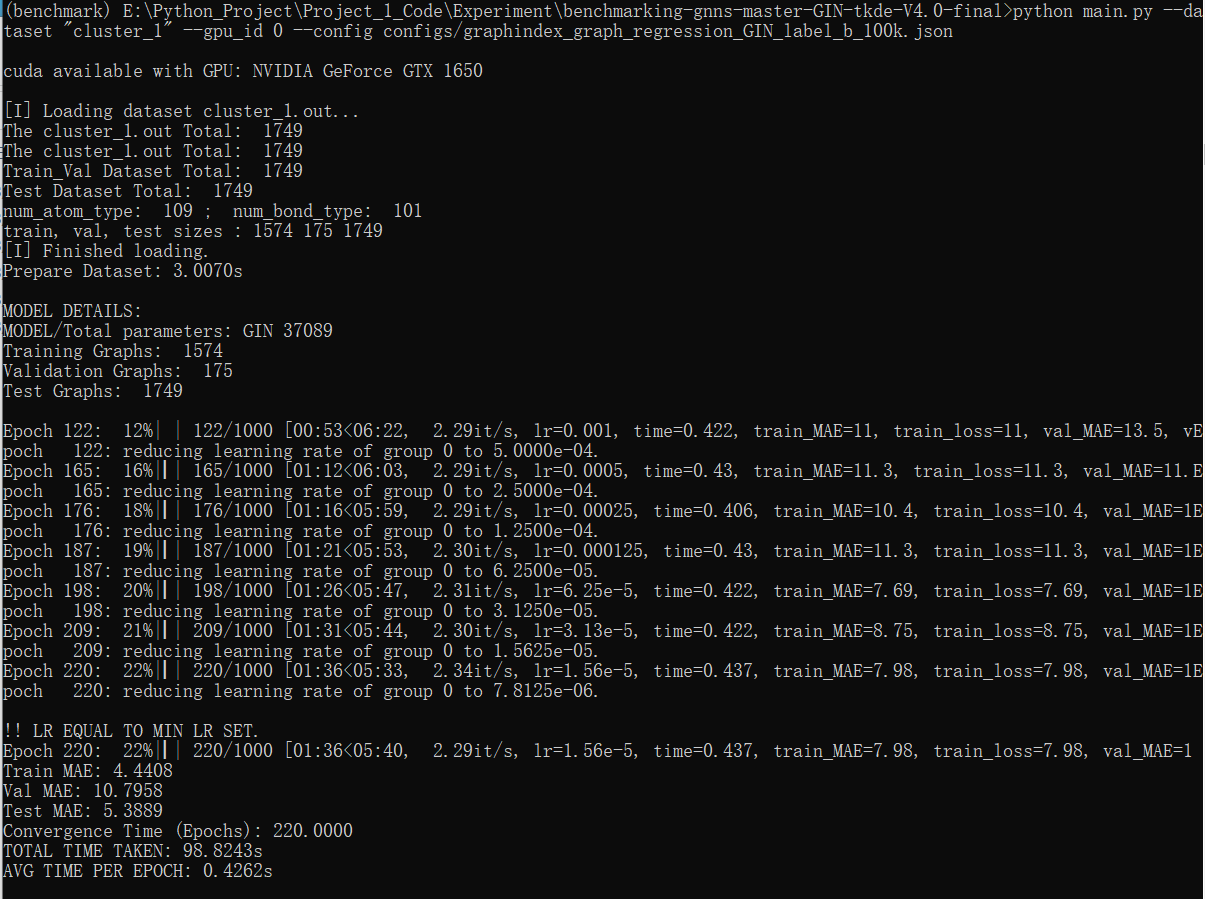 (benchmark) E:\Python_Project\Project_1_Code\Experiment\benchmarking-gnns-master-GIN-tkde-V4.0-final>python main.py --da
taset "cluster_1" --gpu_id 0 --config configs/graphindex_graph_regression_GIN_label_b_100k.json
cuda available with GPU: NVIDIA GeForce GTX 1650
[I] Loading dataset cluster_1.out...
The cluster_1.out Total:  1749
The cluster_1.out Total:  1749
Train_Val Dataset Total:  1749
Test Dataset Total:  1749
num_atom_type:  109 ;  num_bond_type:  101
train, val, test sizes : 1574 175 1749
[I] Finished loading.
Prepare Dataset: 3.0070s
MODEL DETAILS:
MODEL/Total parameters: GIN 37089
Training Graphs:  1574
Validation Graphs:  175
Test Graphs:  1749
Epoch 122:  12%| | 122/1000 [00:53<06:22,  2.29it/s, lr=0.001, time=0.422, train_MAE=11, train_loss=11, val_MAE=13.5, vE
poch   122: reducing learning rate of group 0 to 5.0000e-04.
Epoch 165:  16%|▎| 165/1000 [01:12<06:03,  2.29it/s, lr=0.0005, time=0.43, train_MAE=11.3, train_loss=11.3, val_MAE=11.E
poch   165: reducing learning rate of group 0 to 2.5000e-04.
Epoch 176:  18%|▎| 176/1000 [01:16<05:59,  2.29it/s, lr=0.00025, time=0.406, train_MAE=10.4, train_loss=10.4, val_MAE=1E
poch   176: reducing learning rate of group 0 to 1.2500e-04.
Epoch 187:  19%|▎| 187/1000 [01:21<05:53,  2.30it/s, lr=0.000125, time=0.43, train_MAE=11.3, train_loss=11.3, val_MAE=1E
poch   187: reducing learning rate of group 0 to 6.2500e-05.
Epoch 198:  20%|▎| 198/1000 [01:26<05:47,  2.31it/s, lr=6.25e-5, time=0.422, train_MAE=7.69, train_loss=7.69, val_MAE=1E
poch   198: reducing learning rate of group 0 to 3.1250e-05.
Epoch 209:  21%|▎| 209/1000 [01:31<05:44,  2.30it/s, lr=3.13e-5, time=0.422, train_MAE=8.75, train_loss=8.75, val_MAE=1E
poch   209: reducing learning rate of group 0 to 1.5625e-05.
Epoch 220:  22%|▎| 220/1000 [01:36<05:33,  2.34it/s, lr=1.56e-5, time=0.437, train_MAE=7.98, train_loss=7.98, val_MAE=1E
poch   220: reducing learning rate of group 0 to 7.8125e-06.
!! LR EQUAL TO MIN LR SET.
Epoch 220:  22%|▎| 220/1000 [01:36<05:40,  2.29it/s, lr=1.56e-5, time=0.437, train_MAE=7.98, train_loss=7.98, val_MAE=1
Train MAE: 4.4408
Val MAE: 10.7958
Test MAE: 5.3889
Convergence Time (Epochs): 220.0000
TOTAL TIME TAKEN: 98.8243s
AVG TIME PER EPOCH: 0.4262s